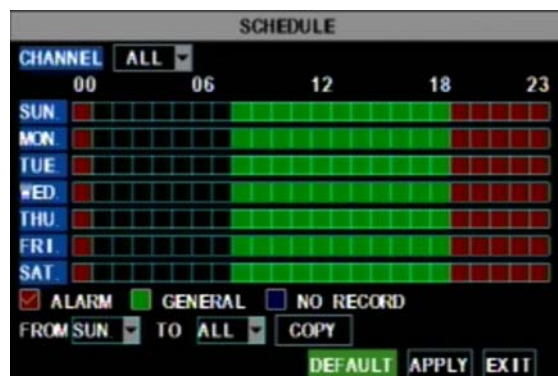 SCHEDULE
CHANNEL ALL
00 06 12 18 23
SUN.
MON.
TUE.
WED.
THU.
FRI.
SAT.
ALARM GENERAL NO RECORD
FROM SUN. TO ALL COPY
DEFAULT APPLY EXIT